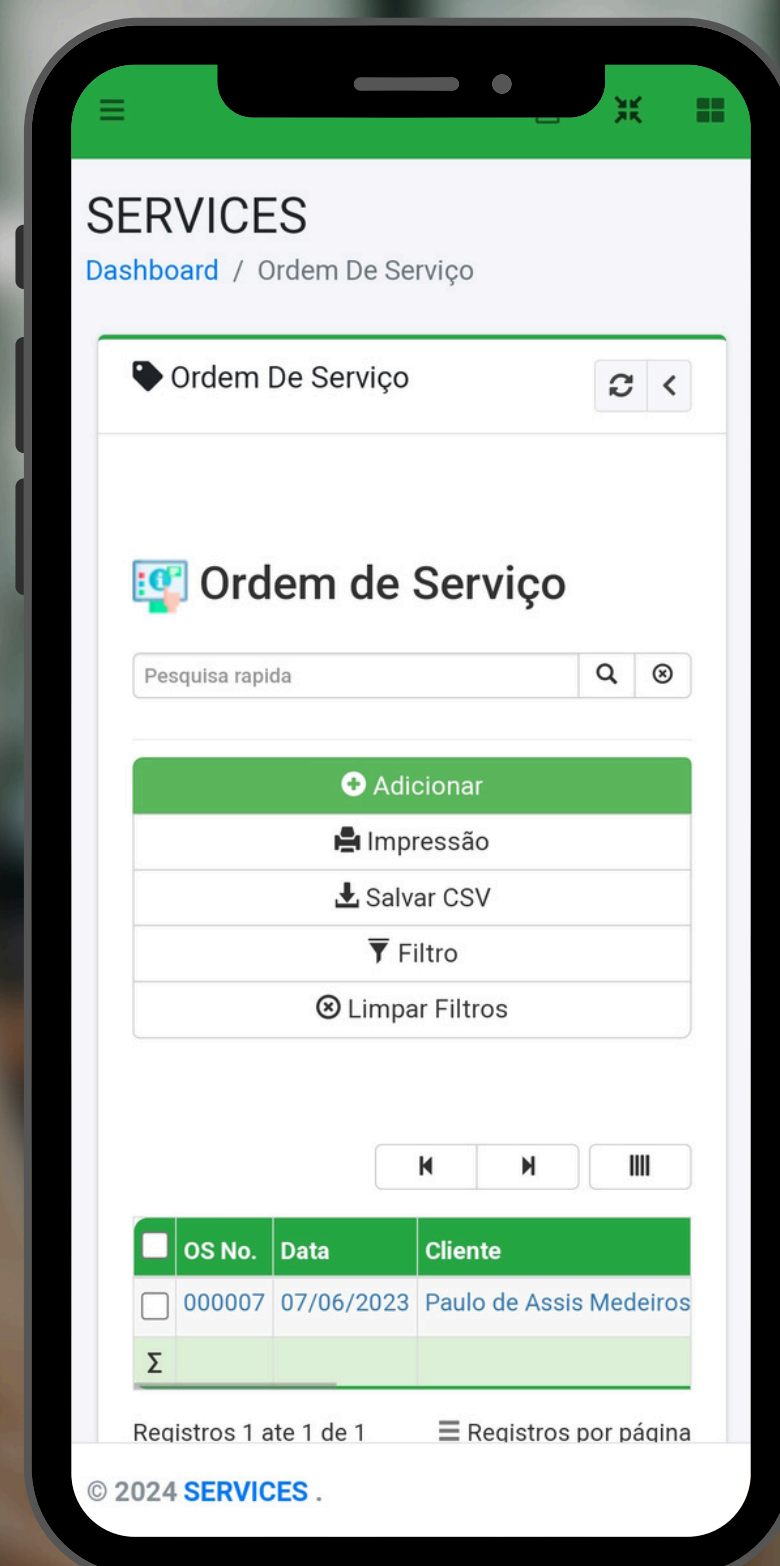 SERVICES
Dashboard / Ordem De Serviço
Ordem De Serviço
Ordem de Serviço
Pesquisa rapida
Adicionar
Impressão
Salvar CSV
Filtro
Limpar Filtros
OS No. Data Cliente
000007 07/06/2023 Paulo de Assis Medeiros
Σ
Registros 1 ate 1 de 1 Registros por página
© 2024 SERVICES .